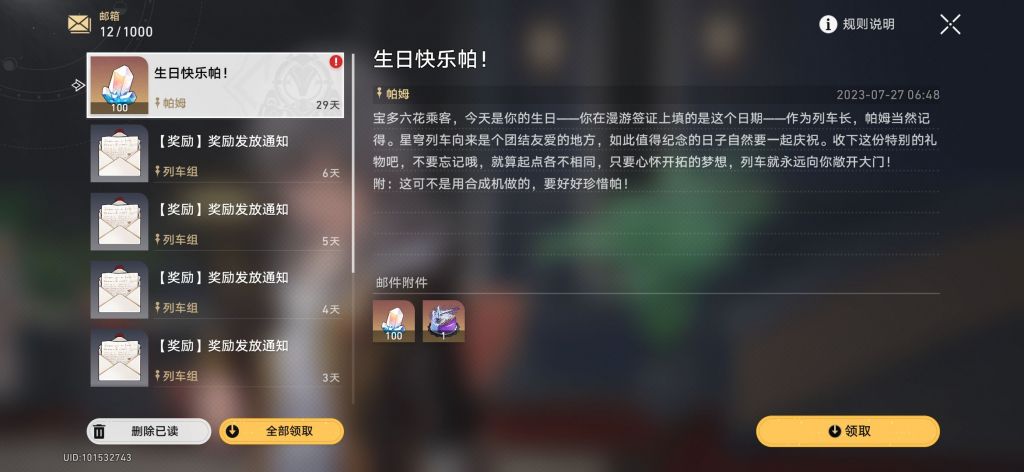 邮箱
12/1000
规则说明
生日快乐帕！
帕姆
29天
100
【奖励】奖励发放通知
列车组
6天
【奖励】奖励发放通知
列车组
5天
【奖励】奖励发放通知
列车组
4天
【奖励】奖励发放通知
列车组
3天
删除已读
全部领取
UID:101532743
生日快乐帕！
帕姆
2023-07-27 06:48
宝多六花乘客，今天是你的生日——你在漫游签证上填的是这个日期——作为列车长，帕姆当然记
得。星穹列车向来是个团结友爱的地方，如此值得纪念的日子自然要一起庆祝。收下这份特别的礼
物吧，不要忘记哦，就算起点各不相同，只要心怀开拓的梦想，列车就永远向你敞开大门！
附：这可不是用合成机做的，要好好珍惜帕！
邮件附件
100
1
领取